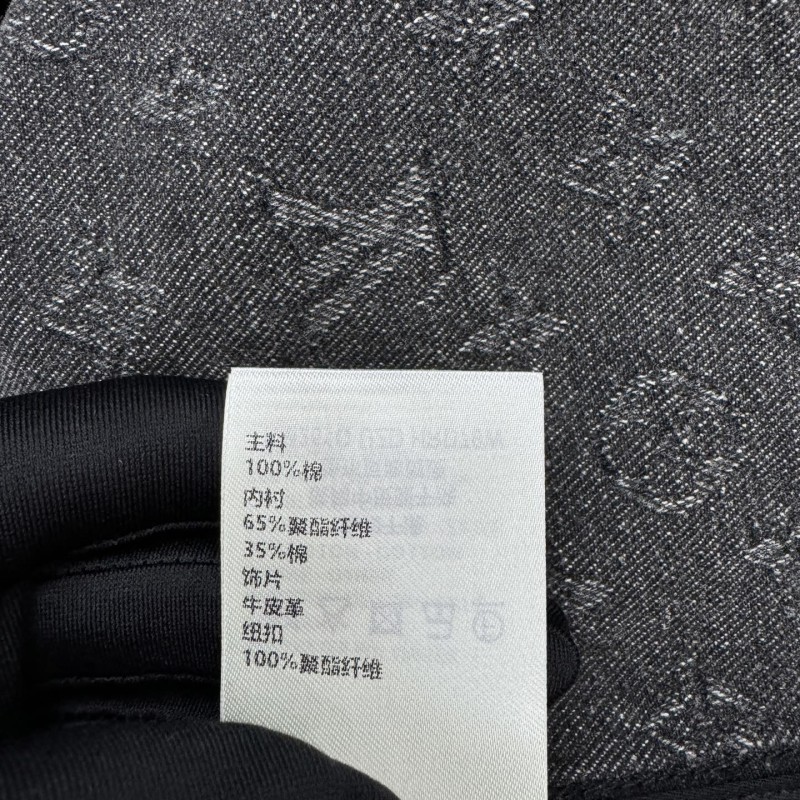 主料
100%棉
内衬
65%聚酯纤维
35%棉
饰片
牛皮革
纽扣
100%聚酯纤维